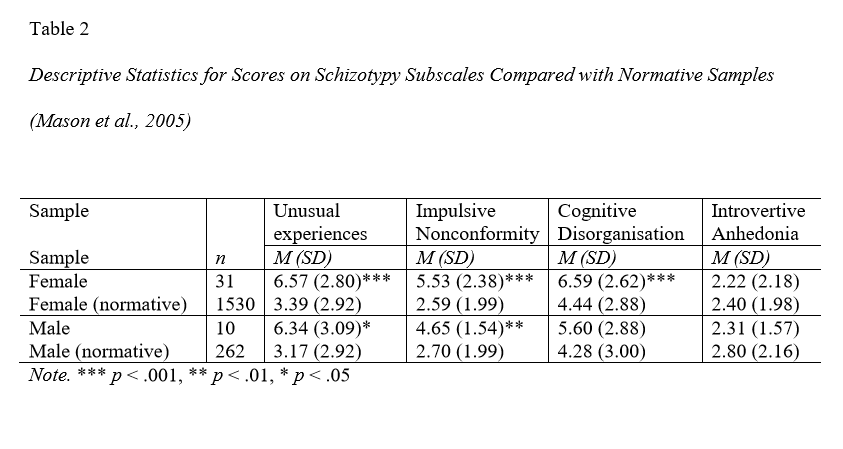 Table 2
Descriptive Statistics for Scores on Schizotypy Subscales Compared with Normative Samples
(Mason et al., 2005)
Sample Unusual experiences Impulsive Nonconformity Cognitive Disorganisation Introvertive Anhedonia
Sample n M (SD) M (SD) M (SD) M (SD)
Female 31 6.57 (2.80)*** 5.53 (2.38)*** 6.59 (2.62)*** 2.22 (2.18)
Female (normative) 1530 3.39 (2.92) 2.59 (1.99) 4.44 (2.88) 2.40 (1.98)
Male 10 6.34 (3.09)* 4.65 (1.54)** 5.60 (2.88) 2.31 (1.57)
Male (normative) 262 3.17 (2.92) 2.70 (1.99) 4.28 (3.00) 2.80 (2.16)
Note. *** p < .001, ** p < .01, * p < .05